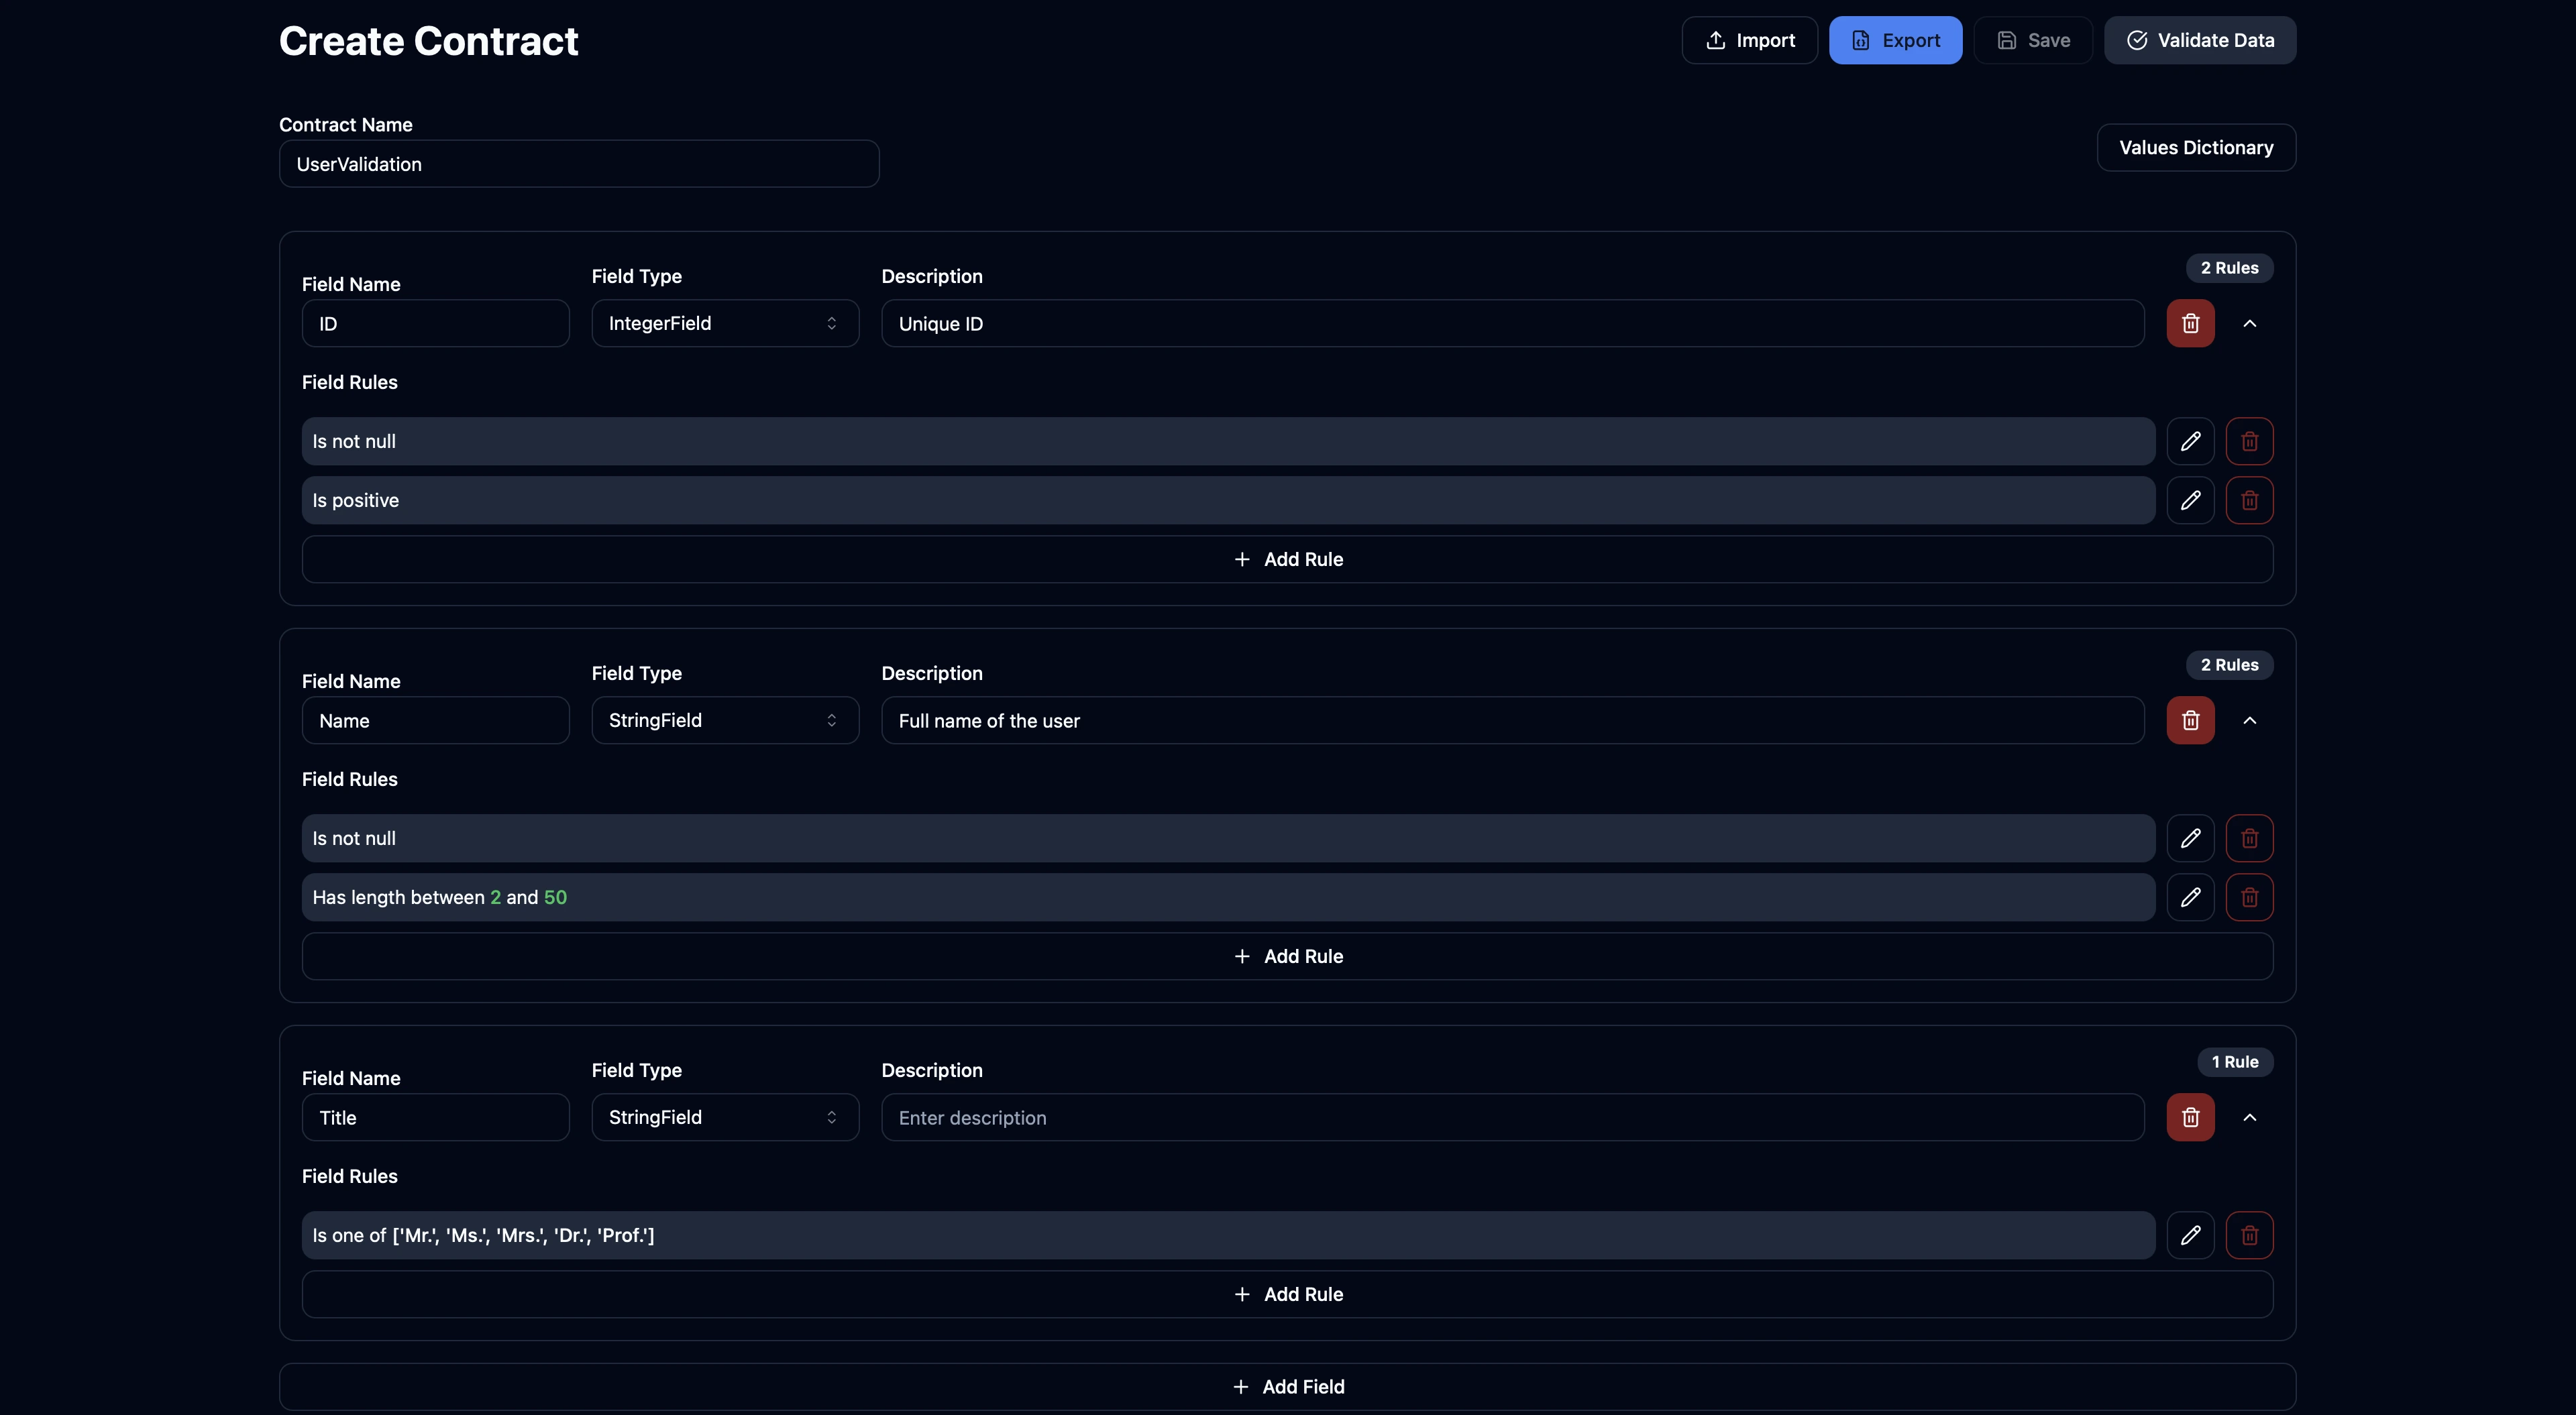 Create Contract
Import
Export
Save
Validate Data
Contract Name
UserValidation
Values Dictionary
2 Rules
Field Name
Field Type
Description
ID
IntegerField
Unique ID
Field Rules
Is not null
Is positive
Add Rule
2 Rules
Field Name
Field Type
Description
Name
StringField
Full name of the user
Field Rules
Is not null
Has length between 2 and 50
Add Rule
1 Rule
Field Name
Field Type
Description
Title
StringField
Enter description
Field Rules
Is one of ['Mr.', 'Ms.', 'Mrs.', 'Dr.', 'Prof.']
Add Rule
Add Field